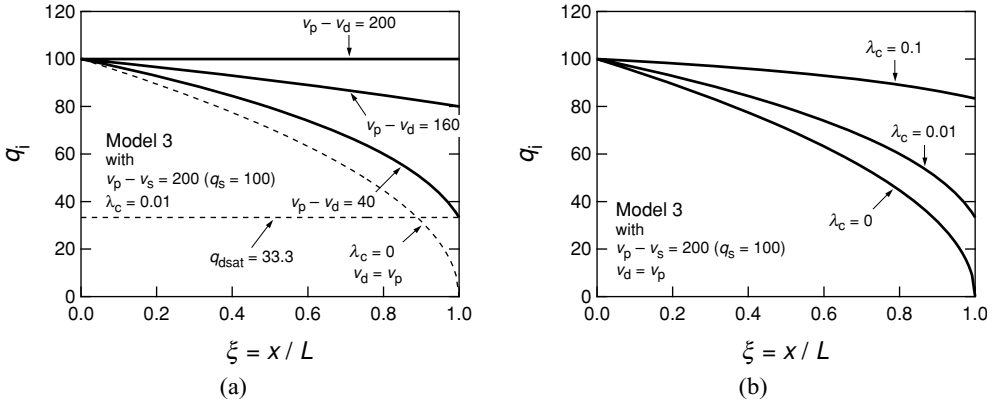 120
100
80
60
40
20
0
q_i
v_p – v_d = 200
v_p – v_d = 160
Model 3
with
v_p – v_s = 200 (q_s = 100)
λ_c = 0.01
v_p – v_d = 40
q_dsat = 33.3
λ_c = 0
v_d = v_p
0.0 0.2 0.4 0.6 0.8 1.0
ξ = x / L
(a)
120
100
80
60
40
20
0
q_i
λ_c = 0.1
λ_c = 0.01
λ_c = 0
Model 3
with
v_p – v_s = 200 (q_s = 100)
v_d = v_p
0.0 0.2 0.4 0.6 0.8 1.0
ξ = x / L
(b)